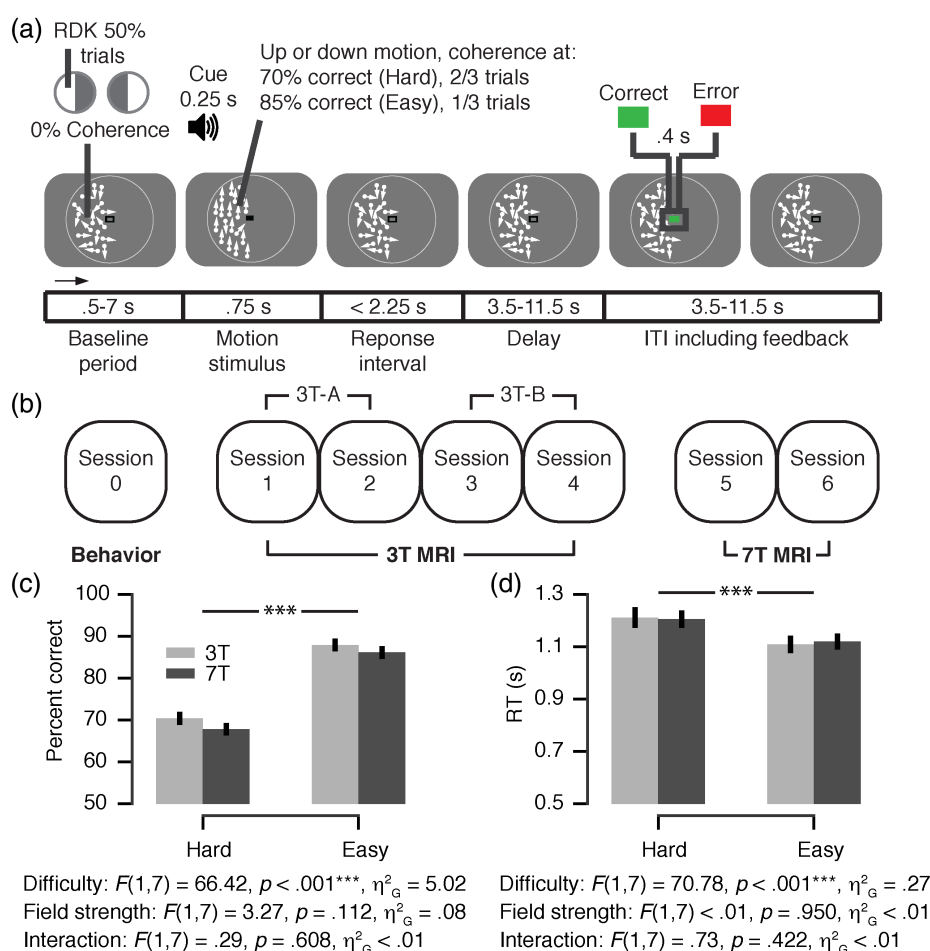 (a)
RDK 50%
trials
0% Coherence
Cue
0.25 s
Up or down motion, coherence at:
70% correct (Hard), 2/3 trials
85% correct (Easy), 1/3 trials
Correct
Error
.4 s
.5-7 s
.75 s
< 2.25 s
3.5-11.5 s
3.5-11.5 s
Baseline
period
Motion
stimulus
Reponse
interval
Delay
ITI including feedback
(b)
3T-A
3T-B
Session
0
Session
1
Session
2
Session
3
Session
4
Session
5
Session
6
Behavior
3T MRI
7T MRI
(c)
Percent correct
100
90
80
70
60
50
***
3T
7T
Hard
Easy
Difficulty: F(1,7) = 66.42, p < .001***, η²G = 5.02
Field strength: F(1,7) = 3.27, p = .112, η²G = .08
Interaction: F(1,7) = .29, p = .608, η²G < .01
(d)
RT (s)
1.3
1.1
0.9
0.7
0.5
***
Hard
Easy
Difficulty: F(1,7) = 70.78, p < .001***, η²G = .27
Field strength: F(1,7) < .01, p = .950, η²G < .01
Interaction: F(1,7) = .73, p = .422, η²G < .01